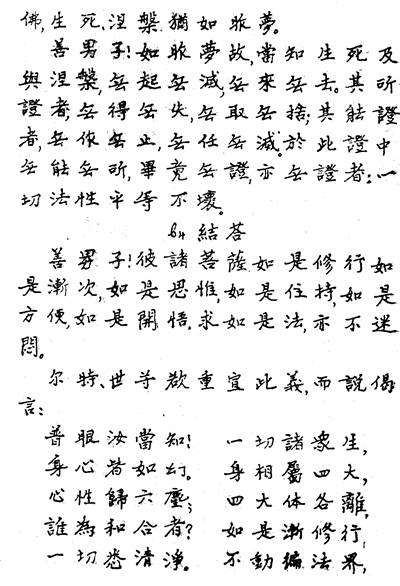 佛,生死、涅槃猶如昨夢。
善男子!如昨夢故,當知生死及
與涅槃,无起无滅,无來无去。其所
證者,无得无失,无取无捨;其能證
者,无作无止,无任无滅。於此證中
无能无所,畢竟无證,亦无證者;一
切法性平等不壞。
64 結荅
善男子!彼諸菩薩,如是修行,如
是漸次,如是思惟,如是住持,如是
方便,如是開悟,求如是法,亦不迷
悶。
尔時、世尊欲重宣此義,而說偈
言:
普眼汝當知! 一切諸衆生,
身心皆如幻。 身相屬四大,
心性歸六塵; 四大体各離,
誰為和合者? 如是漸修行,
一切悉清淨。 不動徧法界,